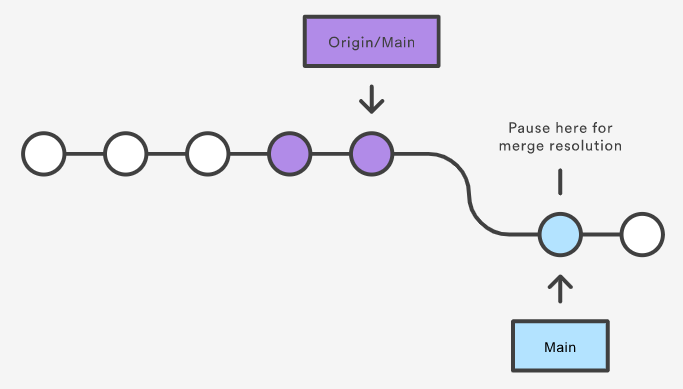 Origin/Main
Pause here for
merge resolution
Main